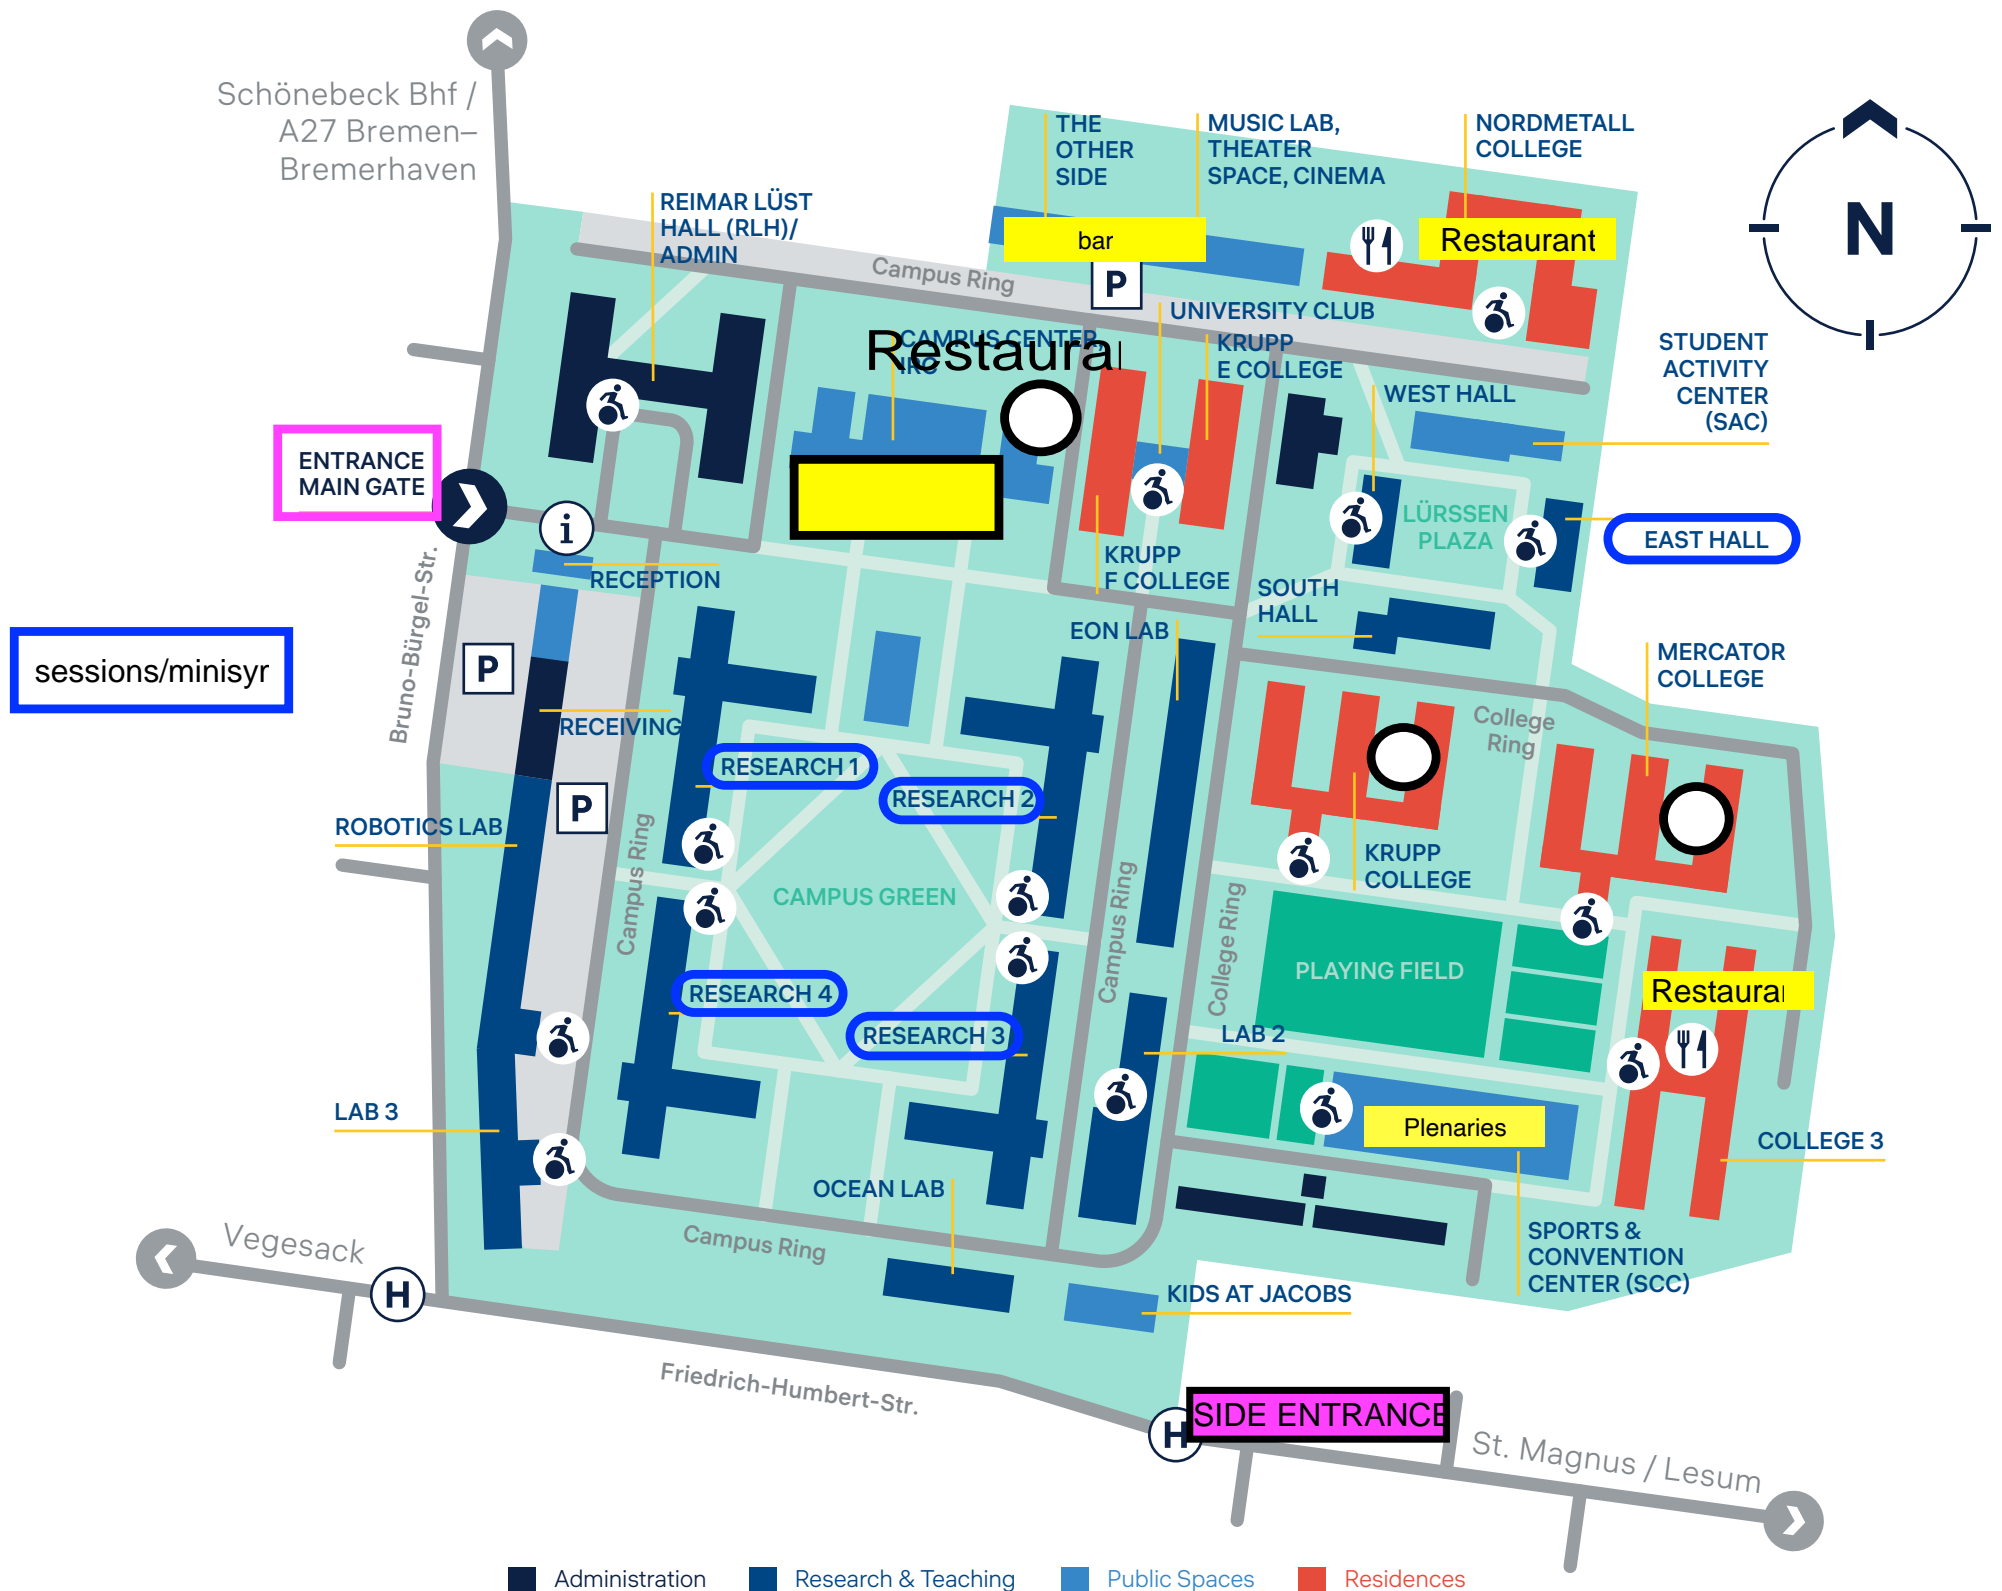 Schönebeck Bhf /
A27 Bremen–
Bremerhaven
THE
OTHER
SIDE
MUSIC LAB,
THEATER
SPACE, CINEMA
NORDMETALL
COLLEGE
N
REIMAR LÜST
HALL (RLH)/
ADMIN
bar
Restaurant
Campus Ring
P
UNIVERSITY CLUB
CAMPUS CENTER,
IRC
Restaura
KRUPP
E COLLEGE
STUDENT
ACTIVITY
CENTER
(SAC)
WEST HALL
ENTRANCE
MAIN GATE
i
LÜRSSEN
PLAZA
EAST HALL
RECEPTION
KRUPP
F COLLEGE
SOUTH
HALL
Bruno-Bürgel-Str.
EON LAB
sessions/minisyr
P
MERCATOR
COLLEGE
RECEIVING
College
Ring
RESEARCH 1
RESEARCH 2
P
ROBOTICS LAB
Campus Ring
KRUPP
COLLEGE
CAMPUS GREEN
Campus Ring
College Ring
PLAYING FIELD
RESEARCH 4
Restaura
RESEARCH 3
LAB 2
LAB 3
Plenaries
COLLEGE 3
OCEAN LAB
Campus Ring
SPORTS &
CONVENTION
CENTER (SCC)
Vegesack
H
KIDS AT JACOBS
Friedrich-Humbert-Str.
H
SIDE ENTRANCE
St. Magnus / Lesum
Administration
Research & Teaching
Public Spaces
Residences